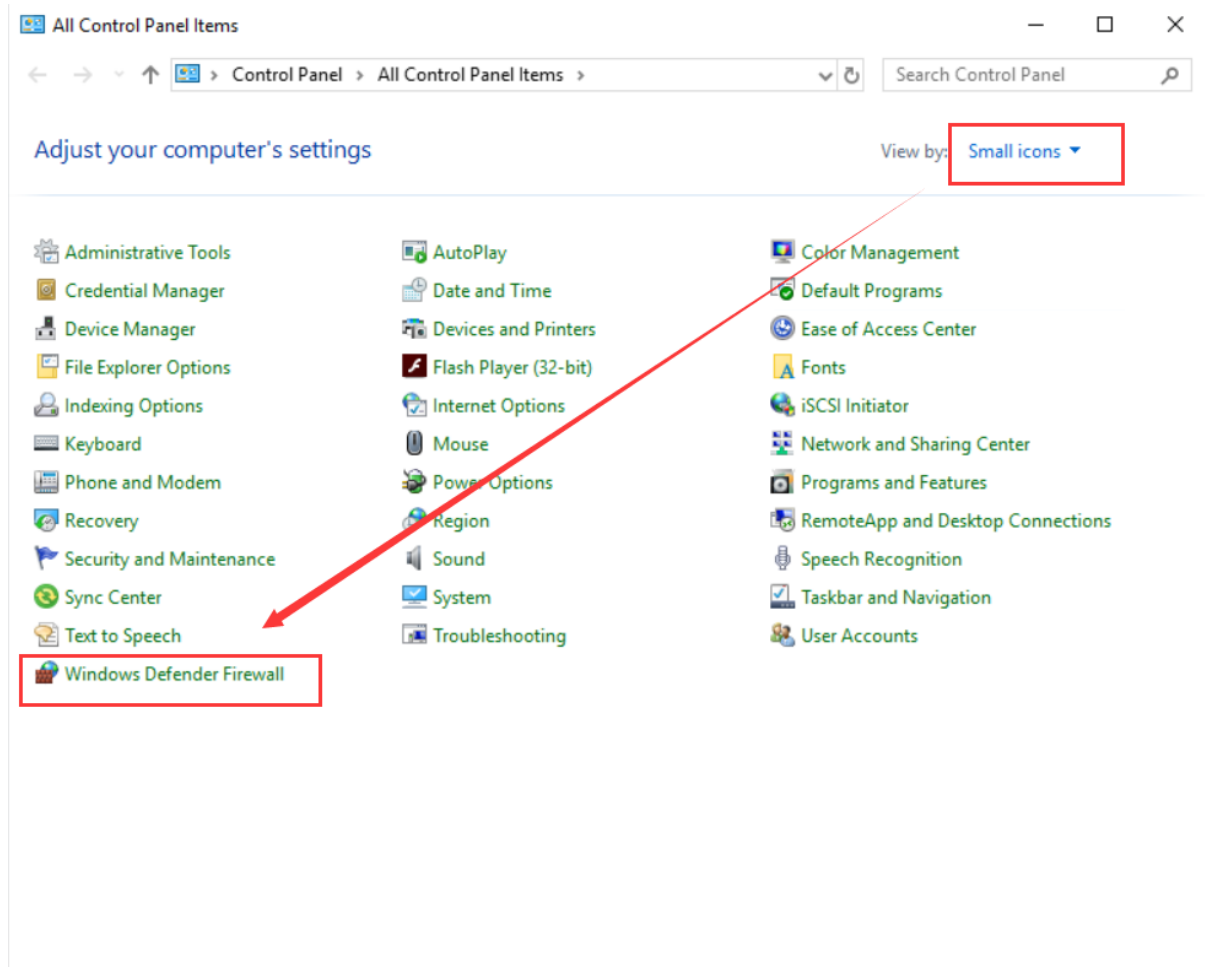 All Control Panel Items
Control Panel > All Control Panel Items >
Search Control Panel
Adjust your computer's settings
View by: Small icons
Administrative Tools
AutoPlay
Color Management
Credential Manager
Date and Time
Default Programs
Device Manager
Devices and Printers
Ease of Access Center
File Explorer Options
Flash Player (32-bit)
Fonts
Indexing Options
Internet Options
iSCSI Initiator
Keyboard
Mouse
Network and Sharing Center
Phone and Modem
Power Options
Programs and Features
Recovery
Region
RemoteApp and Desktop Connections
Security and Maintenance
Sound
Speech Recognition
Sync Center
System
Taskbar and Navigation
Text to Speech
Troubleshooting
User Accounts
Windows Defender Firewall